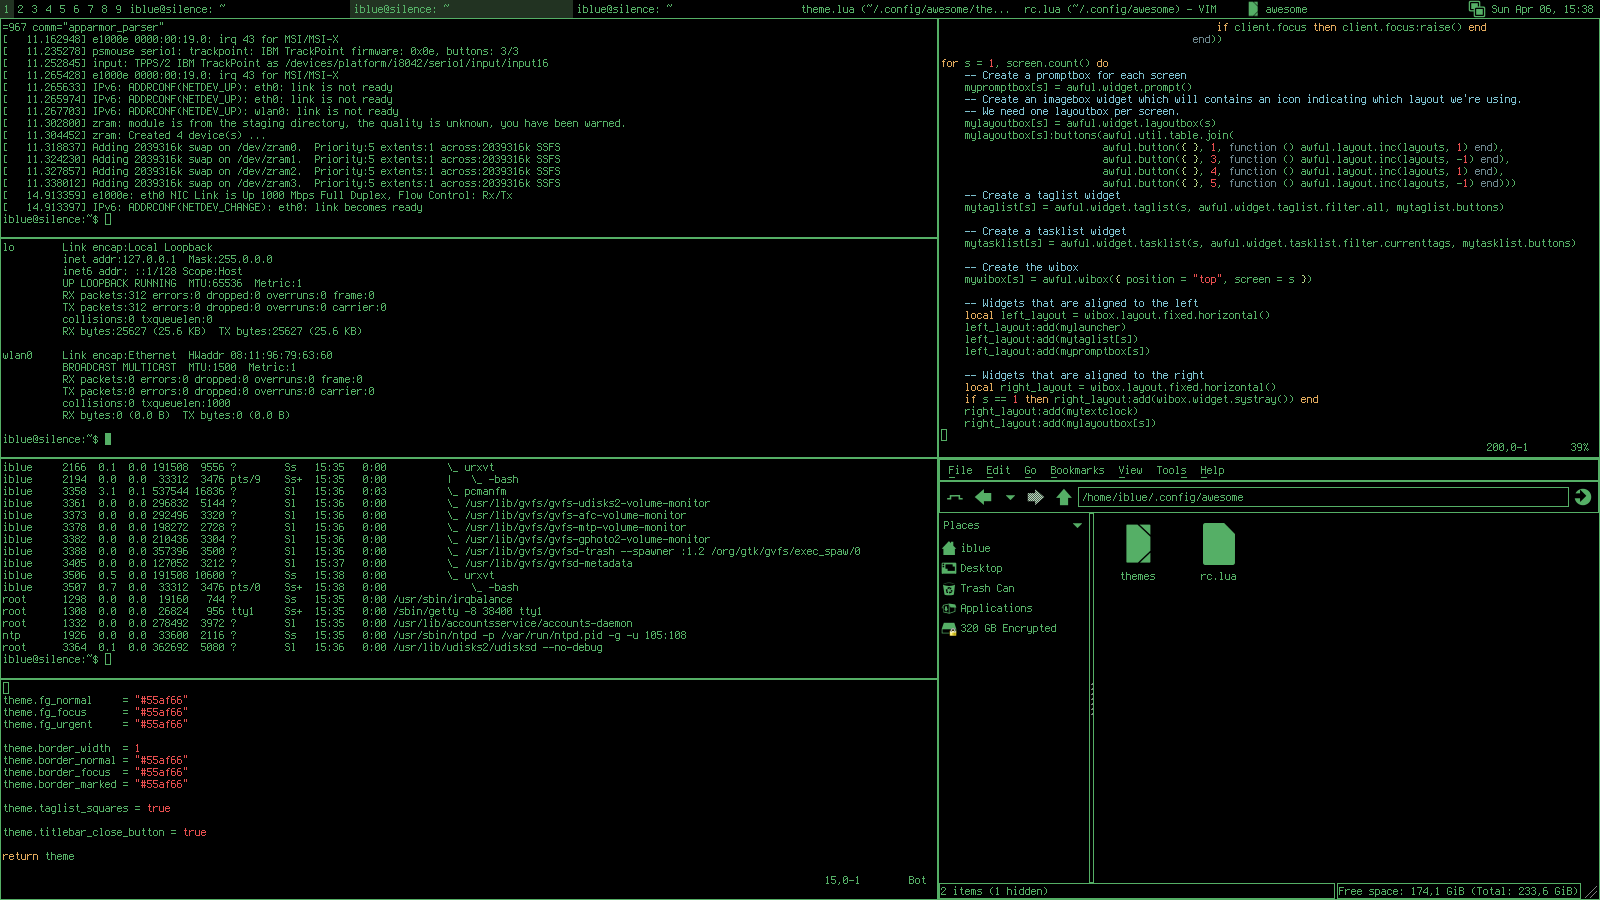 1 2 3 4 5 6 7 8 9 iblue@silence: ~ iblue@silence: ~ iblue@silence: ~ theme.lua (~/.config/awesome/the... rc.lua (~/.config/awesome) - VIM awesome Sun Apr 06, 15:38
=967 comm="apparmor_parser"
[   11.162948] e1000e 0000:00:19.0: irq 43 for MSI/MSI-X
[   11.235278] psmouse serio1: trackpoint: IBM TrackPoint firmware: 0x0e, buttons: 3/3
[   11.252845] input: TPPS/2 IBM TrackPoint as /devices/platform/i8042/serio1/input/input16
[   11.265428] e1000e 0000:00:19.0: irq 43 for MSI/MSI-X
[   11.265633] IPv6: ADDRCONF(NETDEV_UP): eth0: link is not ready
[   11.265974] IPv6: ADDRCONF(NETDEV_UP): eth0: link is not ready
[   11.267703] IPv6: ADDRCONF(NETDEV_UP): wlan0: link is not ready
[   11.302800] zram: module is from the staging directory, the quality is unknown, you have been warned.
[   11.304452] zram: Created 4 device(s) ...
[   11.318837] Adding 2039316k swap on /dev/zram0.  Priority:5 extents:1 across:2039316k SSFS
[   11.324230] Adding 2039316k swap on /dev/zram1.  Priority:5 extents:1 across:2039316k SSFS
[   11.327857] Adding 2039316k swap on /dev/zram2.  Priority:5 extents:1 across:2039316k SSFS
[   11.338012] Adding 2039316k swap on /dev/zram3.  Priority:5 extents:1 across:2039316k SSFS
[   14.913359] e1000e: eth0 NIC Link is Up 1000 Mbps Full Duplex, Flow Control: Rx/Tx
[   14.913397] IPv6: ADDRCONF(NETDEV_CHANGE): eth0: link becomes ready
iblue@silence:~$
lo        Link encap:Local Loopback
          inet addr:127.0.0.1  Mask:255.0.0.0
          inet6 addr: ::1/128 Scope:Host
          UP LOOPBACK RUNNING  MTU:65536  Metric:1
          RX packets:312 errors:0 dropped:0 overruns:0 frame:0
          TX packets:312 errors:0 dropped:0 overruns:0 carrier:0
          collisions:0 txqueuelen:0
          RX bytes:25627 (25.6 KB)  TX bytes:25627 (25.6 KB)
wlan0     Link encap:Ethernet  HWaddr 08:11:96:79:63:60
          BROADCAST MULTICAST  MTU:1500  Metric:1
          RX packets:0 errors:0 dropped:0 overruns:0 frame:0
          TX packets:0 errors:0 dropped:0 overruns:0 carrier:0
          collisions:0 txqueuelen:1000
          RX bytes:0 (0.0 B)  TX bytes:0 (0.0 B)
iblue@silence:~$
iblue     2166  0.1  0.0 191508  9556 ?        Ss   15:35   0:00          \_ urxvt
iblue     2194  0.0  0.0  33312  3476 pts/9    Ss+  15:35   0:00          |   \_ -bash
iblue     3358  3.1  0.1 537544 16836 ?        Sl   15:36   0:03          \_ pcmanfm
iblue     3361  0.0  0.0 296832  5144 ?        Sl   15:36   0:00          \_ /usr/lib/gvfs/gvfs-udisks2-volume-monitor
iblue     3373  0.0  0.0 292496  3320 ?        Sl   15:36   0:00          \_ /usr/lib/gvfs/gvfs-afc-volume-monitor
iblue     3378  0.0  0.0 198272  2728 ?        Sl   15:36   0:00          \_ /usr/lib/gvfs/gvfs-mtp-volume-monitor
iblue     3382  0.0  0.0 210436  3304 ?        Sl   15:36   0:00          \_ /usr/lib/gvfs/gvfs-gphoto2-volume-monitor
iblue     3388  0.0  0.0 357396  3500 ?        Sl   15:36   0:00          \_ /usr/lib/gvfs/gvfsd-trash --spawner :1.2 /org/gtk/gvfs/exec_spaw/0
iblue     3405  0.0  0.0 127052  3212 ?        Sl   15:37   0:00          \_ /usr/lib/gvfs/gvfsd-metadata
iblue     3506  0.5  0.0 191508 10600 ?        Ss   15:38   0:00          \_ urxvt
iblue     3507  0.7  0.0  33312  3476 pts/0    Ss+  15:38   0:00              \_ -bash
root      1298  0.0  0.0  19160   744 ?        Ss   15:36   0:00 /usr/sbin/irqbalance
root      1308  0.0  0.0  26824   956 tty1     Ss+  15:36   0:00 /sbin/getty -8 38400 tty1
root      1332  0.0  0.0 278492  3972 ?        Sl   15:35   0:00 /usr/lib/accountsservice/accounts-daemon
ntp       1926  0.0  0.0  33600  2116 ?        Ss   15:36   0:00 /usr/sbin/ntpd -p /var/run/ntpd.pid -g -u 105:108
root      3364  0.1  0.0 362692  5080 ?        Sl   15:36   0:00 /usr/lib/udisks2/udisksd --no-debug
iblue@silence:~$
theme.fg_normal     = "#55af66"
theme.fg_focus      = "#55af66"
theme.fg_urgent     = "#55af66"
theme.border_width  = 1
theme.border_normal = "#55af66"
theme.border_focus  = "#55af66"
theme.border_marked = "#55af66"
theme.taglist_squares = true
theme.titlebar_close_button = true
return theme
15,0-1        Bot
if client.focus then client.focus:raise() end
end))
for s = 1, screen.count() do
    -- Create a promptbox for each screen
    mypromptbox[s] = awful.widget.prompt()
    -- Create an imagebox widget which will contains an icon indicating which layout we're using.
    -- We need one layoutbox per screen.
    mylayoutbox[s] = awful.widget.layoutbox(s)
    mylayoutbox[s]:buttons(awful.util.table.join(
                           awful.button({ }, 1, function () awful.layout.inc(layouts, 1) end),
                           awful.button({ }, 3, function () awful.layout.inc(layouts, -1) end),
                           awful.button({ }, 4, function () awful.layout.inc(layouts, 1) end),
                           awful.button({ }, 5, function () awful.layout.inc(layouts, -1) end)))
    -- Create a taglist widget
    mytaglist[s] = awful.widget.taglist(s, awful.widget.taglist.filter.all, mytaglist.buttons)
    -- Create a tasklist widget
    mytasklist[s] = awful.widget.tasklist(s, awful.widget.tasklist.filter.currenttags, mytasklist.buttons)
    -- Create the wibox
    mywibox[s] = awful.wibox({ position = "top", screen = s })
    -- Widgets that are aligned to the left
    local left_layout = wibox.layout.fixed.horizontal()
    left_layout:add(mylauncher)
    left_layout:add(mytaglist[s])
    left_layout:add(mypromptbox[s])
    -- Widgets that are aligned to the right
    local right_layout = wibox.layout.fixed.horizontal()
    if s == 1 then right_layout:add(wibox.widget.systray()) end
    right_layout:add(mytextclock)
    right_layout:add(mylayoutbox[s])
200,0-1       39%
File Edit Go Bookmarks View Tools Help
/home/iblue/.config/awesome
Places
iblue
Desktop
Trash Can
Applications
320 GB Encrypted
themes rc.lua
2 items (1 hidden) Free space: 174,1 GiB (Total: 233,6 GiB)